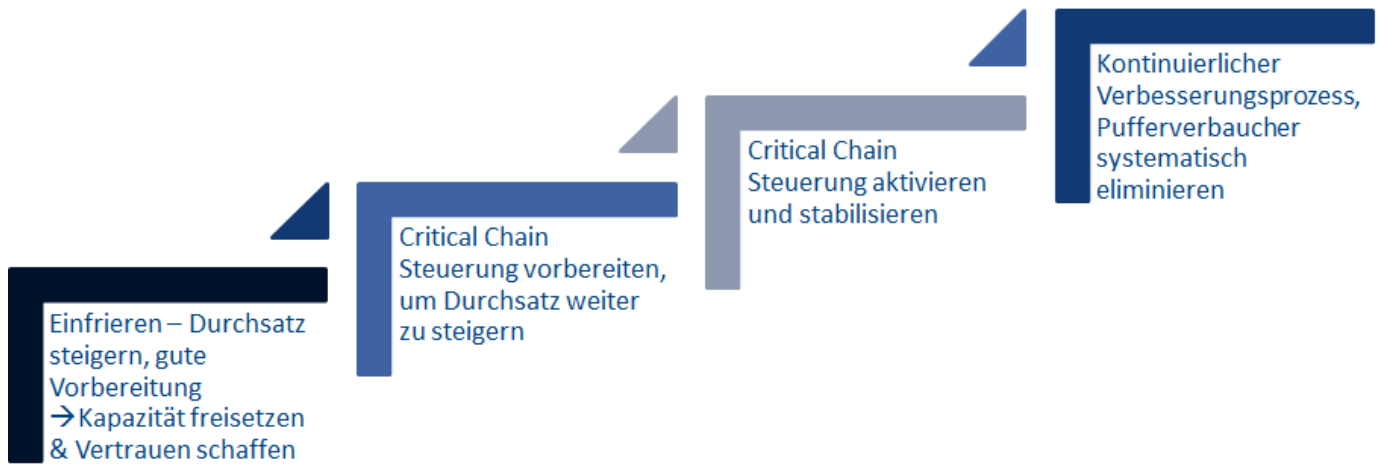 Einfrieren – Durchsatz
steigern, gute
Vorbereitung
→Kapazität freisetzen
& Vertrauen schaffen
Critical Chain
Steuerung vorbereiten,
um Durchsatz weiter
zu steigern
Critical Chain
Steuerung aktivieren
und stabilisieren
Kontinuierlicher
Verbesserungsprozess,
Pufferverbaucher
systematisch
eliminieren